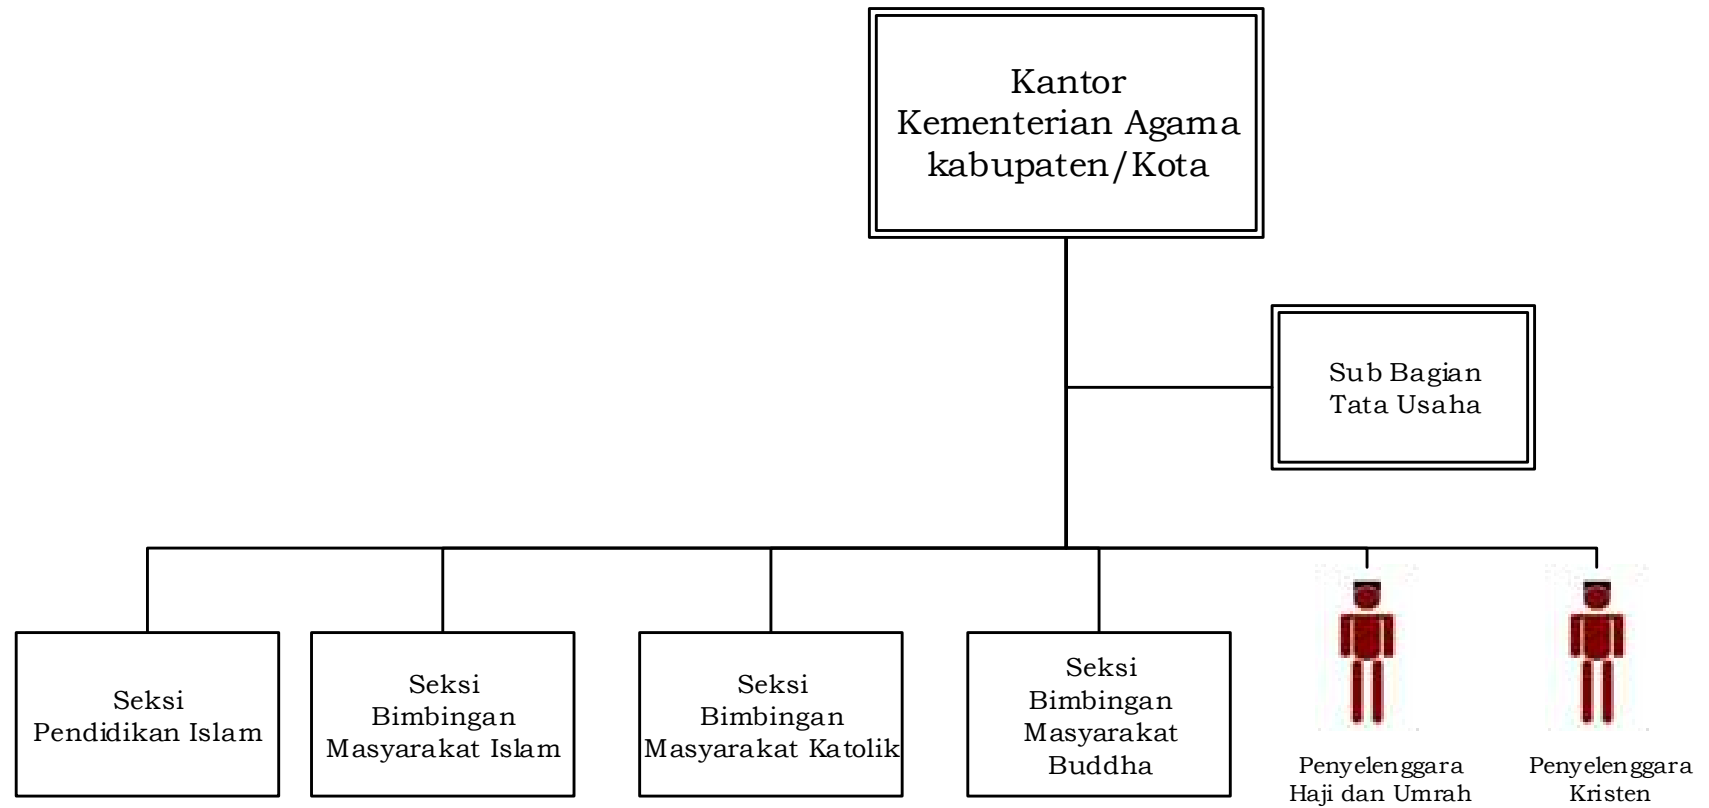 Kantor
Kementerian Agama
kabupaten/Kota
Sub Bagian
Tata Usaha
Seksi
Pendidikan Islam
Seksi
Bimbingan
Masyarakat Islam
Seksi
Bimbingan
Masyarakat Katolik
Seksi
Bimbingan
Masyarakat
Buddha
Penyelenggara
Haji dan Umrah
Penyelenggara
Kristen